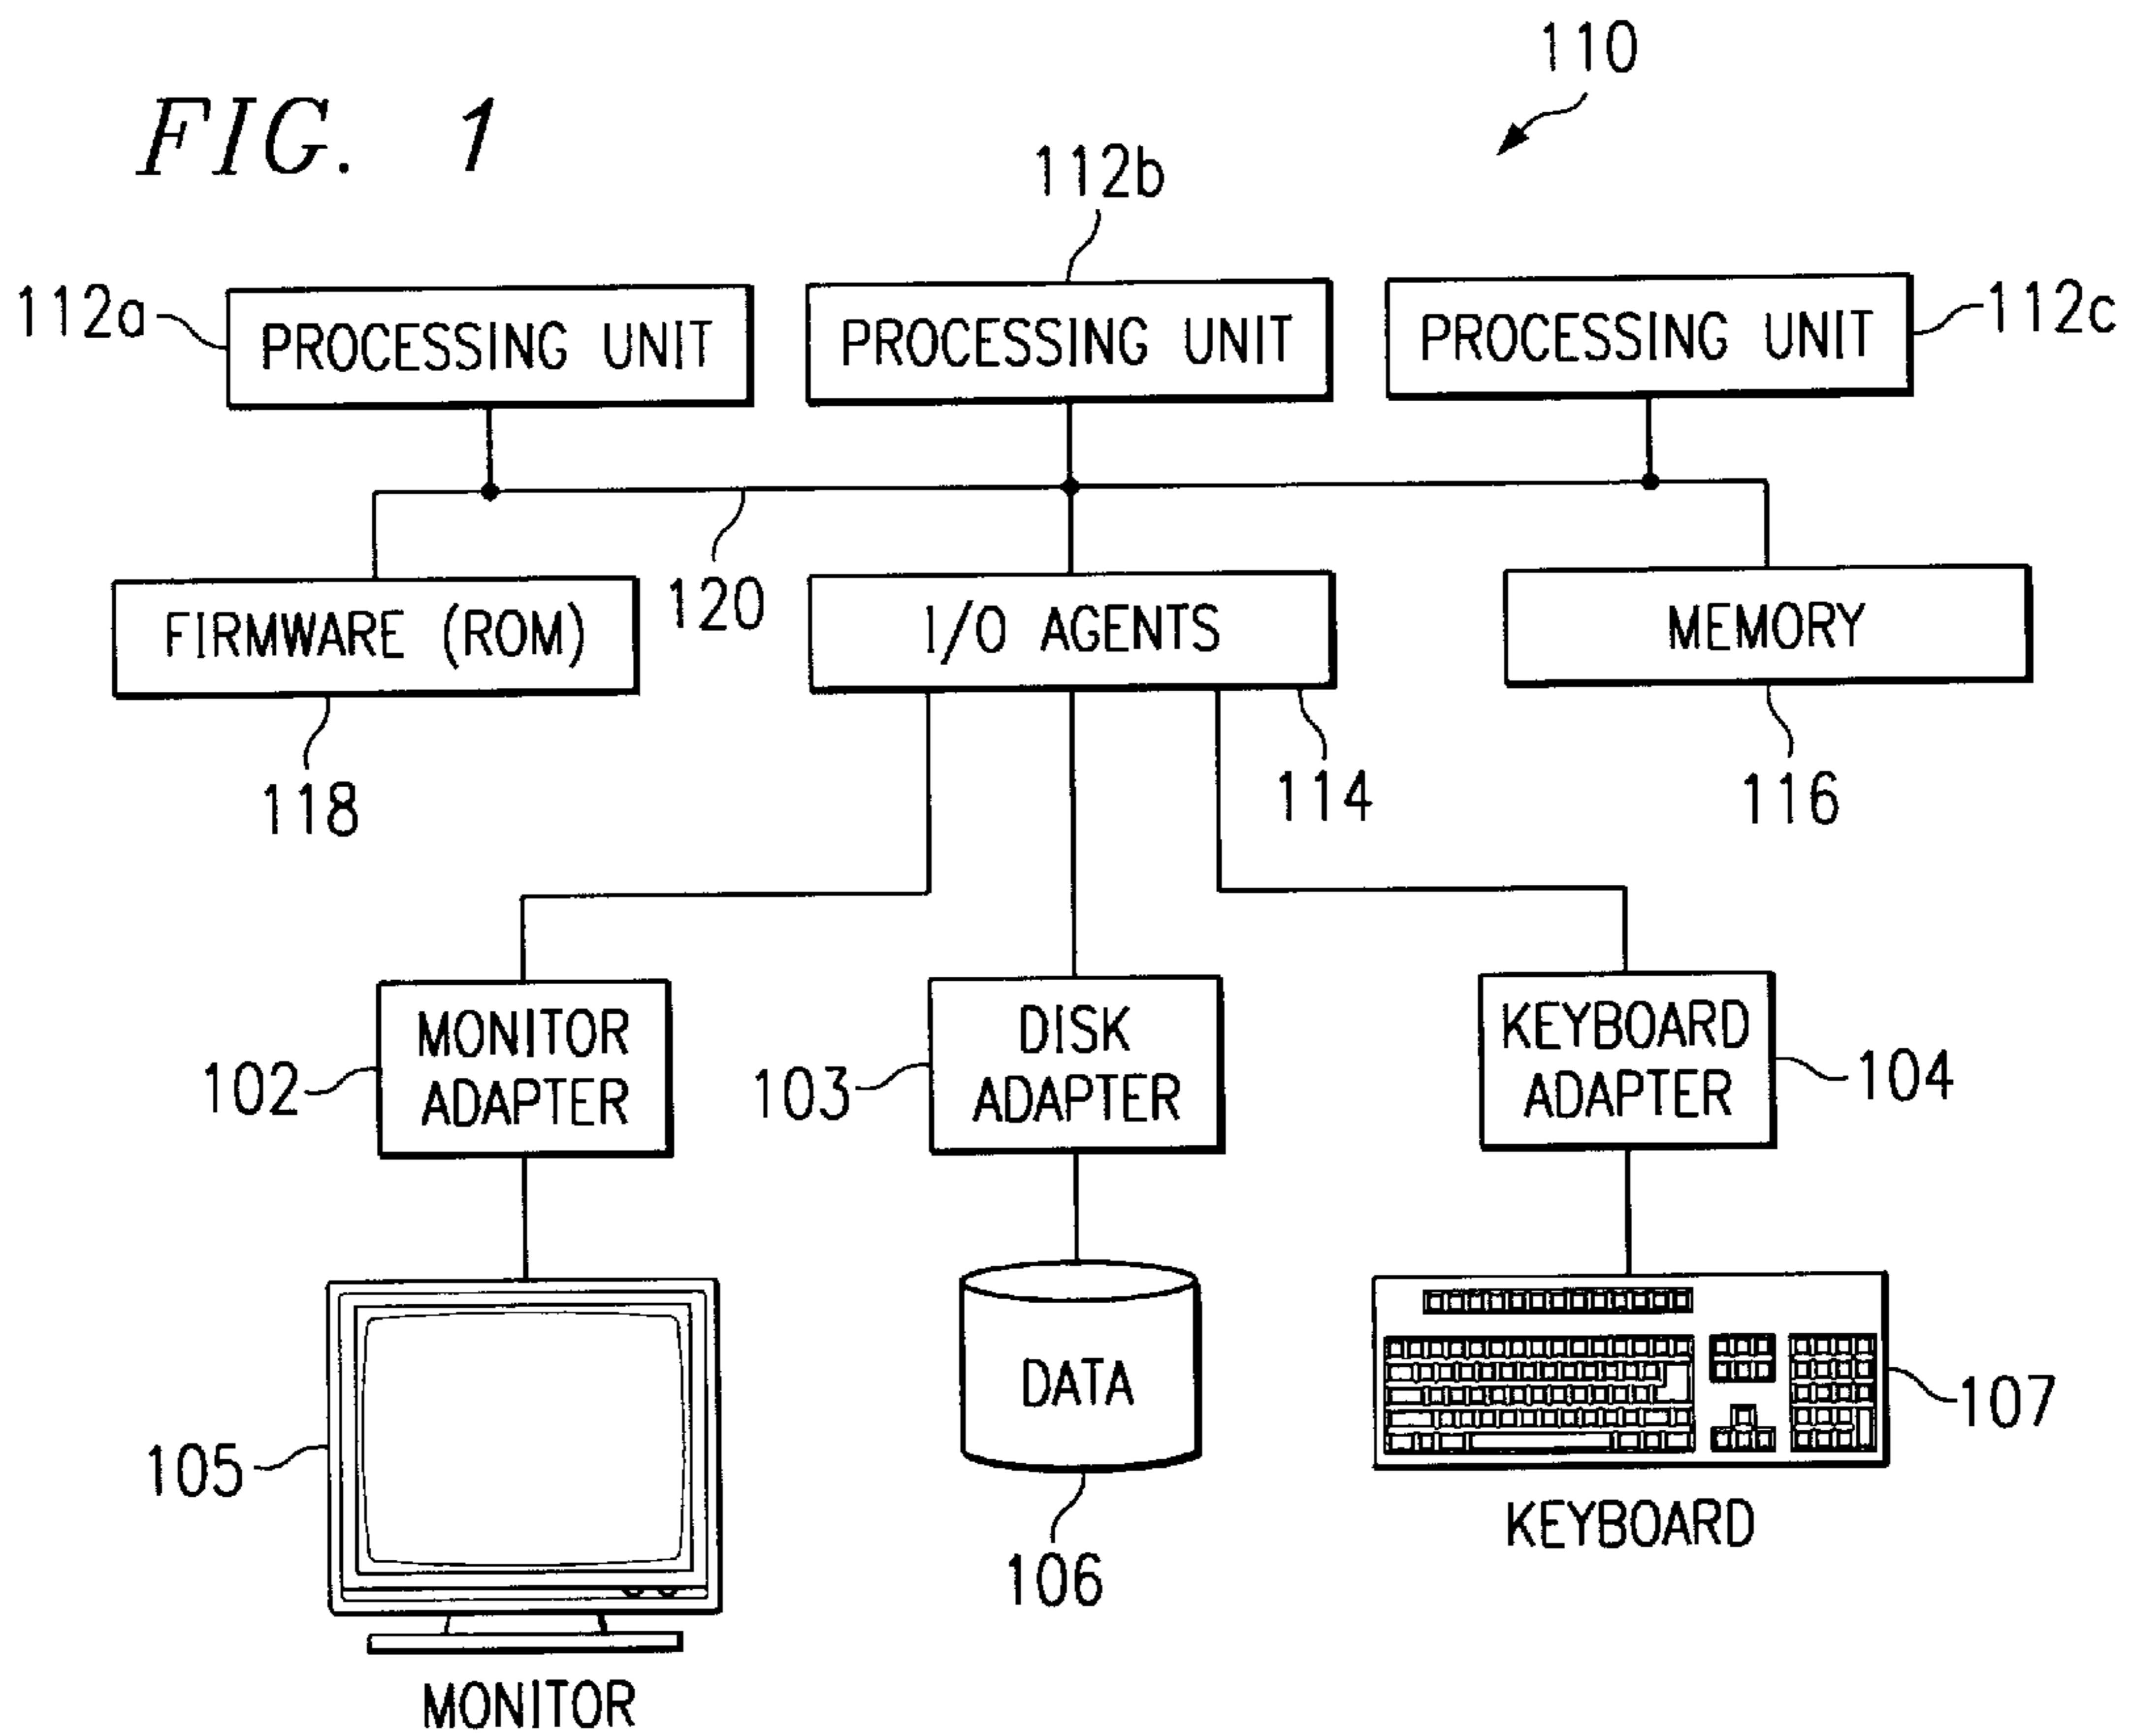 FIG. 1
110
112b
112a
PROCESSING UNIT
PROCESSING UNIT
PROCESSING UNIT
112c
120
FIRMWARE (ROM)
I/O AGENTS
MEMORY
118
114
116
102
MONITOR
ADAPTER
103
DISK
ADAPTER
KEYBOARD
ADAPTER
104
105
DATA
107
106
KEYBOARD
MONITOR